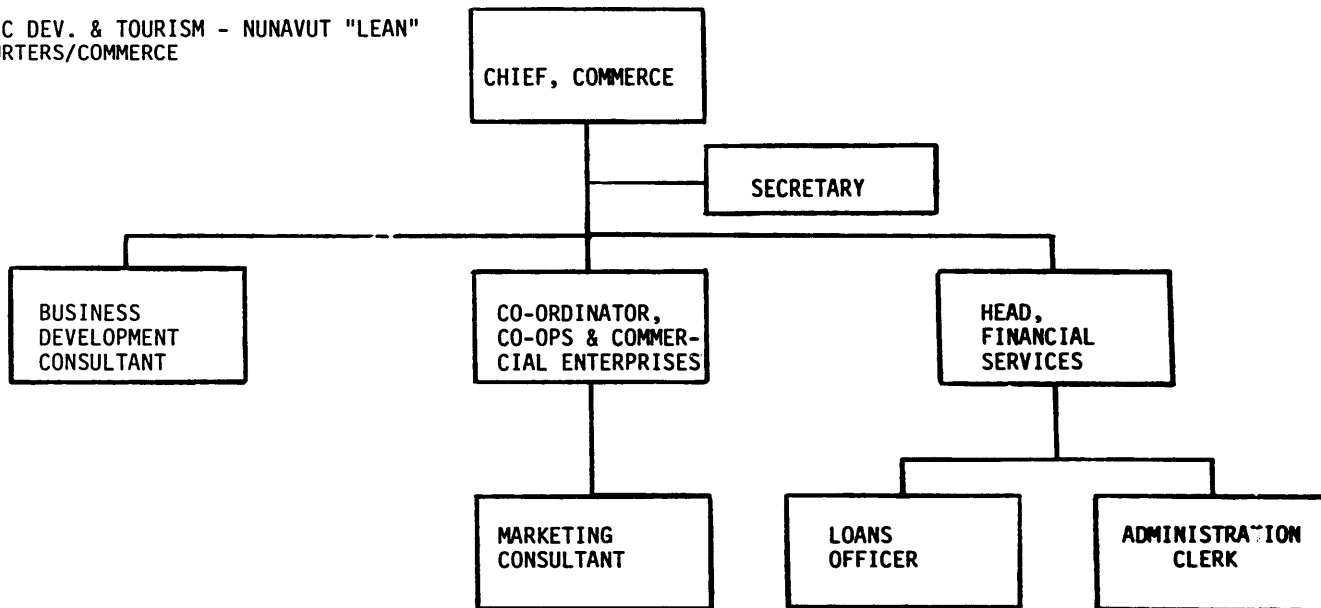 C DEV. & TOURISM - NUNAVUT "LEAN"
RTERS/COMMERCE
CHIEF, COMMERCE
SECRETARY
BUSINESS
DEVELOPMENT
CONSULTANT
CO-ORDINATOR,
CO-OPS & COMMER-
CIAL ENTERPRISES
HEAD,
FINANCIAL
SERVICES
MARKETING
CONSULTANT
LOANS
OFFICER
ADMINISTRATION
CLERK